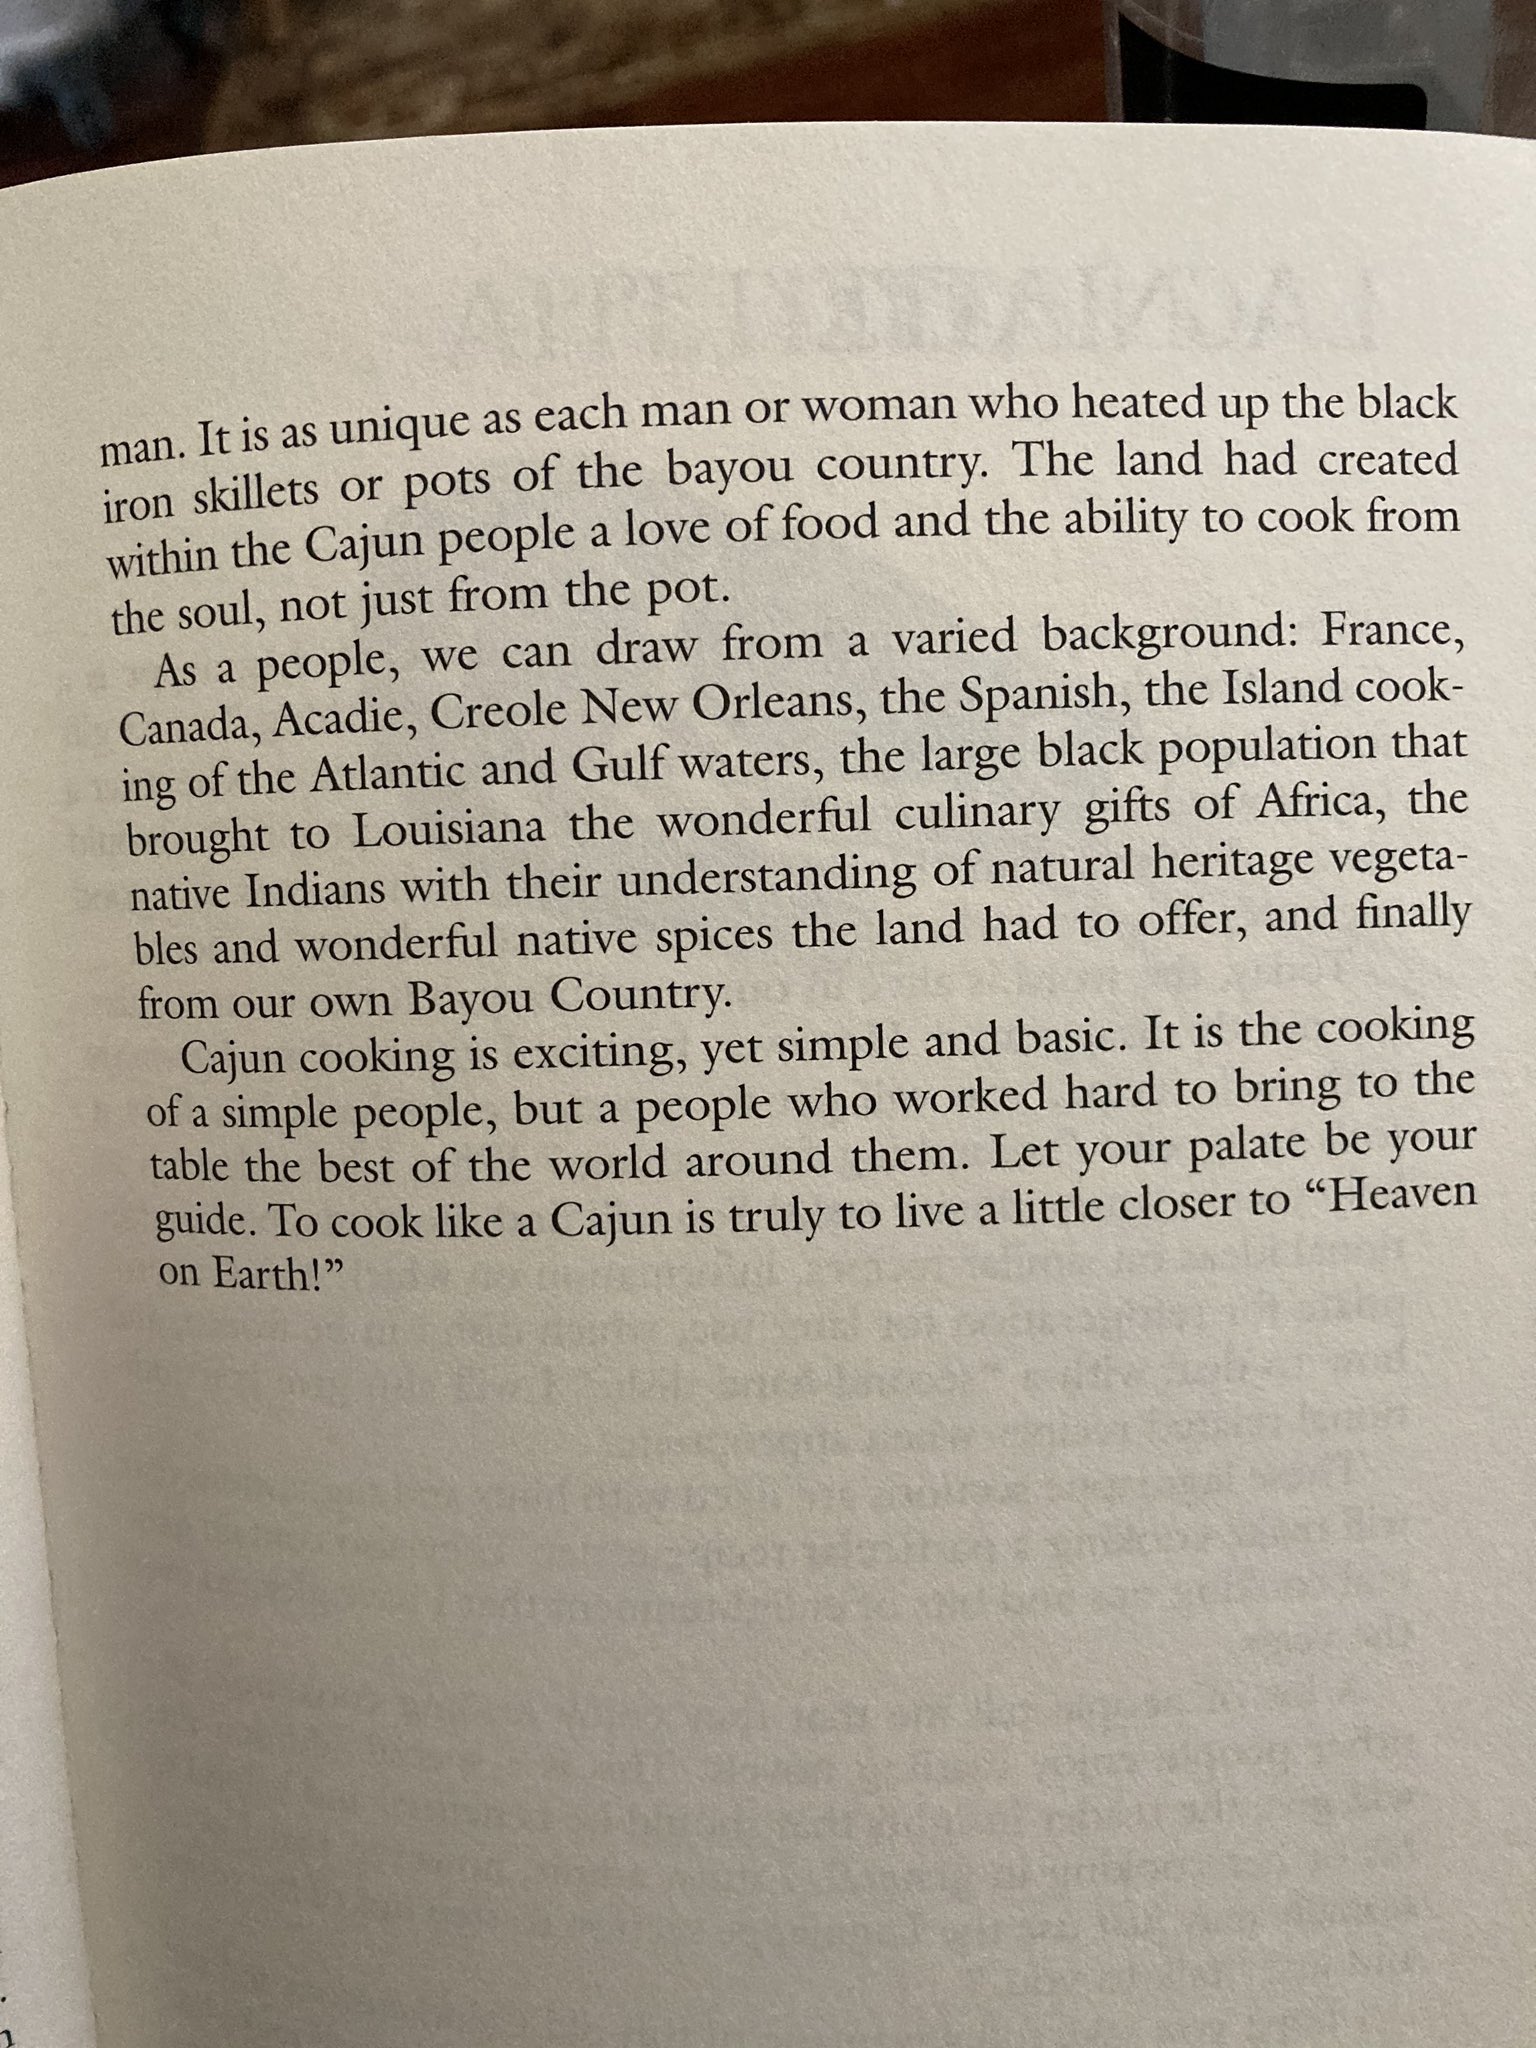 man. It is as unique as each man or woman who heated up the black
iron skillets or pots of the bayou country. The land had created
within the Cajun people a love of food and the ability to cook from
the soul, not just from the pot.
As a people, we can draw from a varied background: France,
Canada, Acadie, Creole New Orleans, the Spanish, the Island cook-
ing of the Atlantic and Gulf waters, the large black population that
brought to Louisiana the wonderful culinary gifts of Africa, the
native Indians with their understanding of natural heritage vegeta-
bles and wonderful native spices the land had to offer, and finally
from our own Bayou Country.
Cajun cooking is exciting, yet simple and basic. It is the cooking
of a simple people, but a people who worked hard to bring to the
table the best of the world around them. Let your palate be your
guide. To cook like a Cajun is truly to live a little closer to “Heaven
on Earth!”